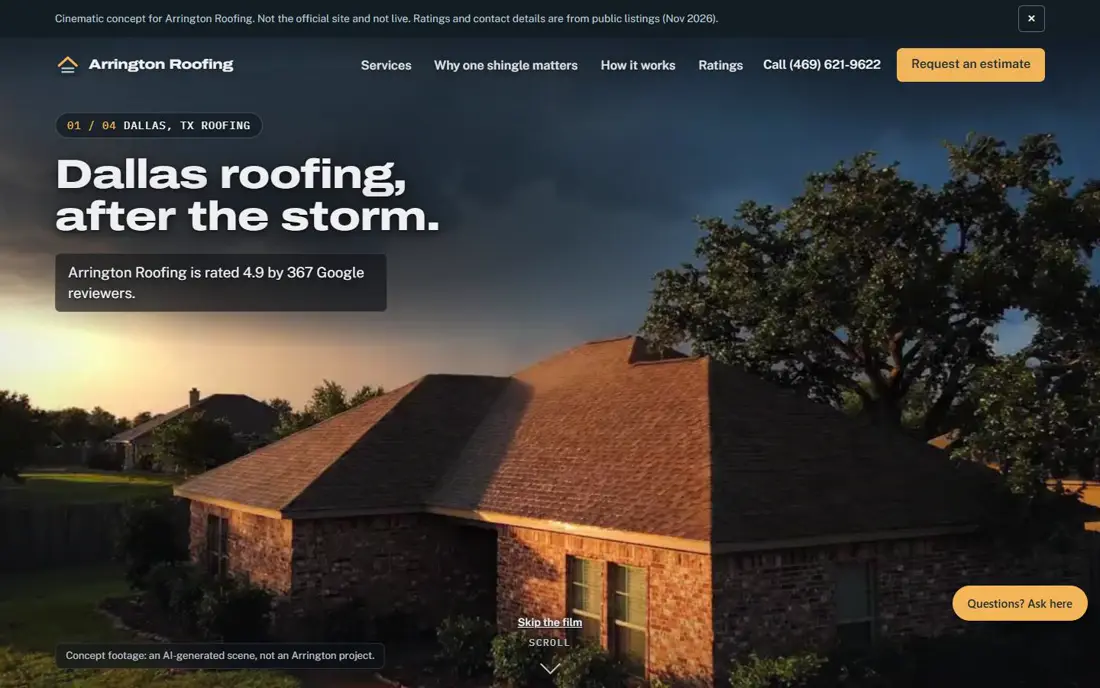 Cinematic concept for Arrington Roofing. Not the official site and not live. Ratings and contact details are from public listings (Nov 2026).
×
Arrington Roofing
Services
Why one shingle matters
How it works
Ratings
Call (469) 621-9622
Request an estimate
01 / 04 DALLAS, TX ROOFING
Dallas roofing,
after the storm.
Arrington Roofing is rated 4.9 by 367 Google
reviewers.
Questions? Ask here
Skip the film
SCROLL
Concept footage: an AI-generated scene, not an Arrington project.